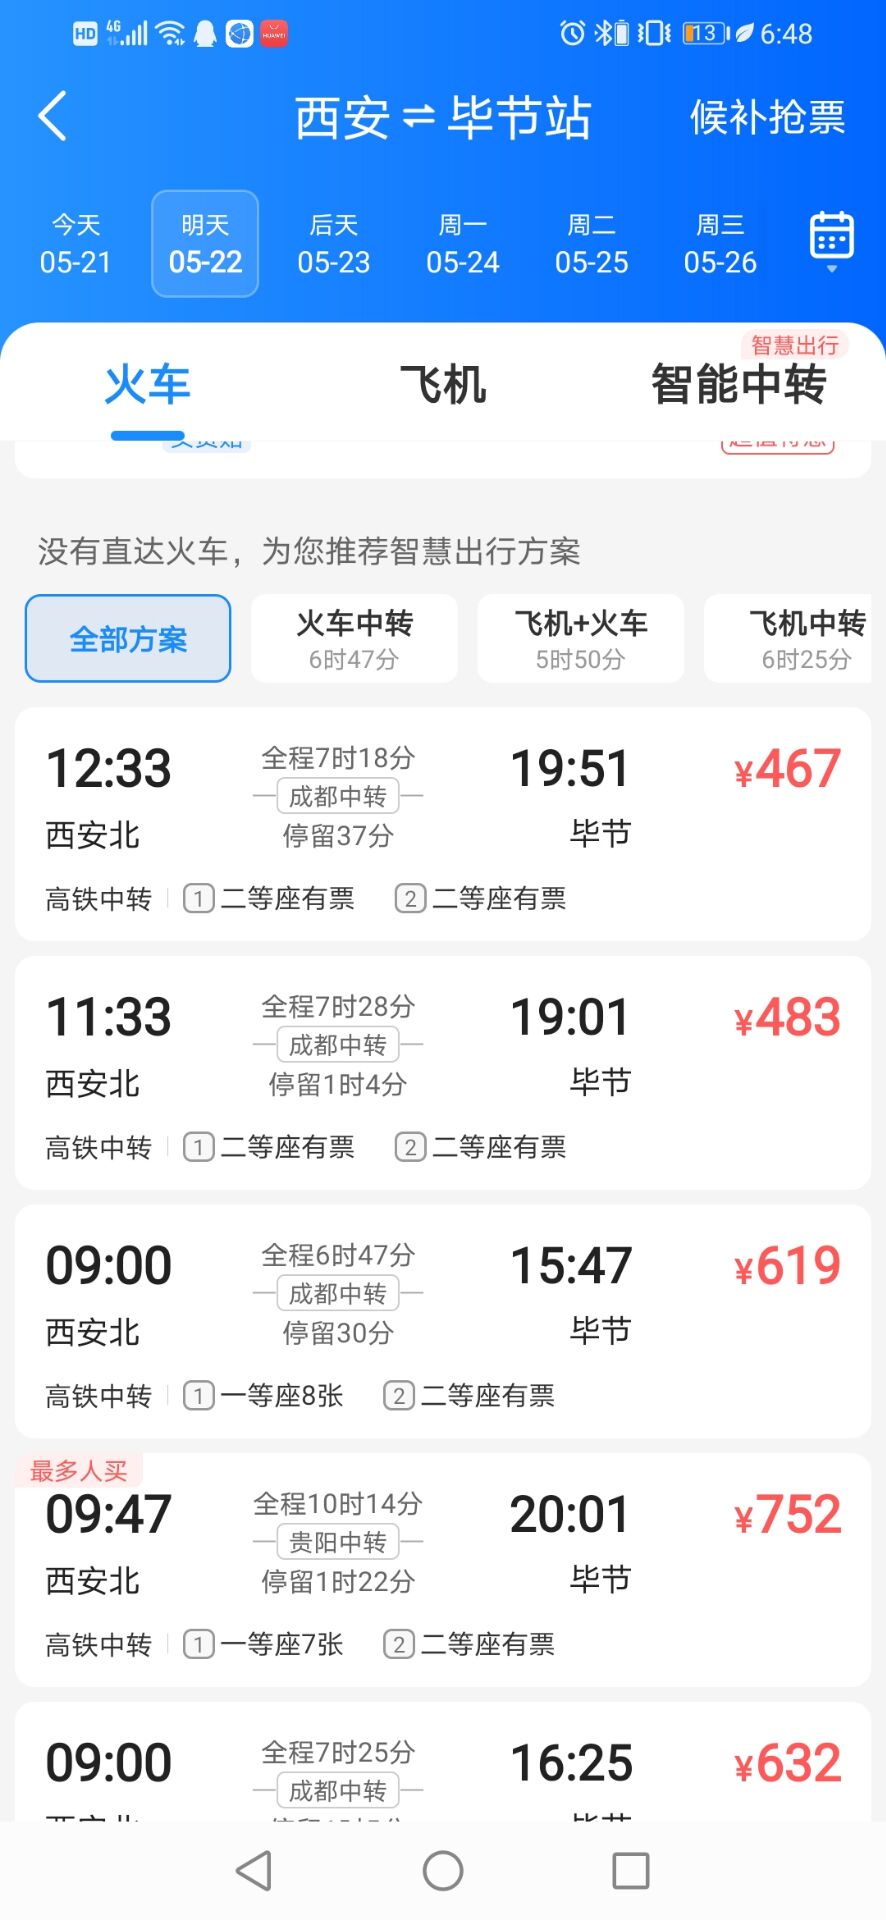 HD 4G HUAWEI 13 6:48
西安⇌毕节站 候补抢票
今天 明天 后天 周一 周二 周三
05-21 05-22 05-23 05-24 05-25 05-26
智慧出行
火车 飞机 智能中转
没有直达火车，为您推荐智慧出行方案
全部方案 火车中转 飞机+火车 飞机中转
6时47分 5时50分 6时25分
12:33 全程7时18分 19:51 ¥467
成都中转
西安北 停留37分 毕节
高铁中转 1 二等座有票 2 二等座有票
11:33 全程7时28分 19:01 ¥483
成都中转
西安北 停留1时4分 毕节
高铁中转 1 二等座有票 2 二等座有票
09:00 全程6时47分 15:47 ¥619
成都中转
西安北 停留30分 毕节
高铁中转 1 一等座8张 2 二等座有票
最多人买
09:47 全程10时14分 20:01 ¥752
贵阳中转
西安北 停留1时22分 毕节
高铁中转 1 一等座7张 2 二等座有票
09:00 全程7时25分 16:25 ¥632
成都中转